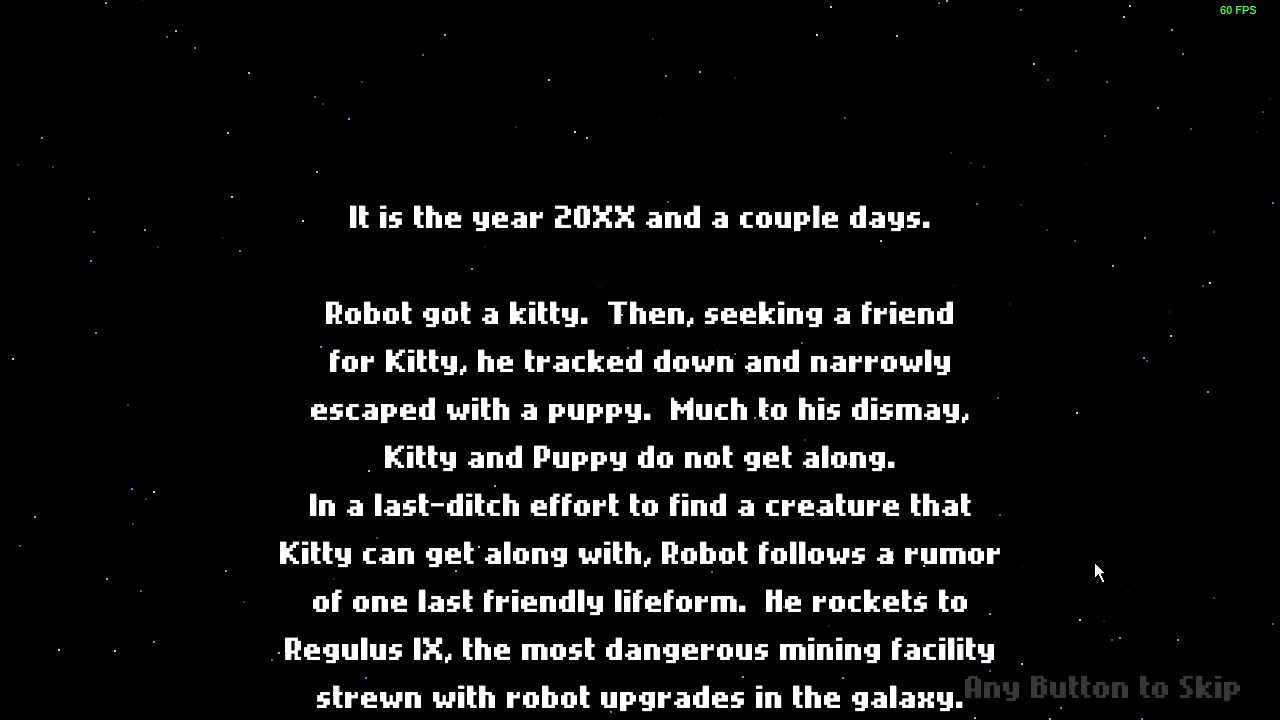 60 FPS
It is the year 20XX and a couple days.
Robot got a kitty.  Then, seeking a friend
for Kitty, he tracked down and narrowly
escaped with a puppy.  Much to his dismay,
Kitty and Puppy do not get along.
In a last-ditch effort to find a creature that
Kitty can get along with, Robot follows a rumor
of one last friendly lifeform.  He rockets to
Regulus IX, the most dangerous mining facility
strewn with robot upgrades in the galaxy.
Any Button to Skip